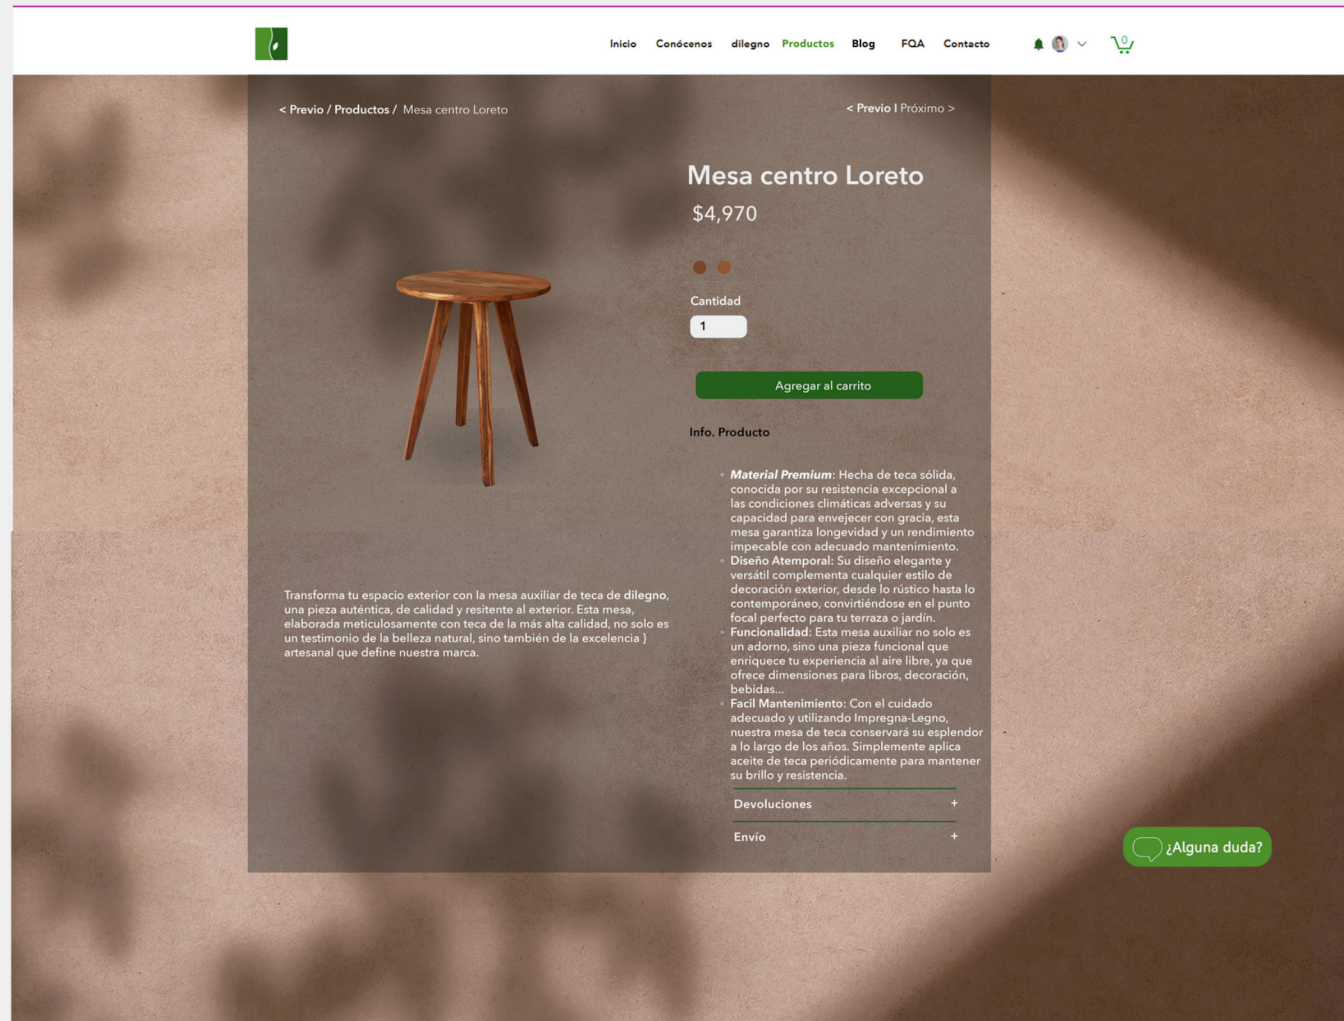 Inicio Conócenos dilegno Productos Blog FQA Contacto 0
< Previo / Productos / Mesa centro Loreto
< Previo I Próximo >
Mesa centro Loreto
$4,970
Cantidad
1
Agregar al carrito
Info. Producto
Material Premium: Hecha de teca sólida,
conocida por su resistencia excepcional a
las condiciones climáticas adversas y su
capacidad para envejecer con gracia, esta
mesa garantiza longevidad y un rendimiento
impecable con adecuado mantenimiento.
Diseño Atemporal: Su diseño elegante y
versátil complementa cualquier estilo de
decoración exterior, desde lo rústico hasta lo
contemporáneo, convirtiéndose en el punto
focal perfecto para tu terraza o jardín.
Funcionalidad: Esta mesa auxiliar no solo es
un adorno, sino una pieza funcional que
enriquece tu experiencia al aire libre, ya que
ofrece dimensiones para libros, decoración,
bebidas...
Facil Mantenimiento: Con el cuidado
adecuado y utilizando Impregna-Legno,
nuestra mesa de teca conservará su esplendor
a lo largo de los años. Simplemente aplica
aceite de teca periódicamente para mantener
su brillo y resistencia.
Transforma tu espacio exterior con la mesa auxiliar de teca de dilegno,
una pieza auténtica, de calidad y resitente al exterior. Esta mesa,
elaborada meticulosamente con teca de la más alta calidad, no solo es
un testimonio de la belleza natural, sino también de la excelencia }
artesanal que define nuestra marca.
Devoluciones +
Envío +
¿Alguna duda?